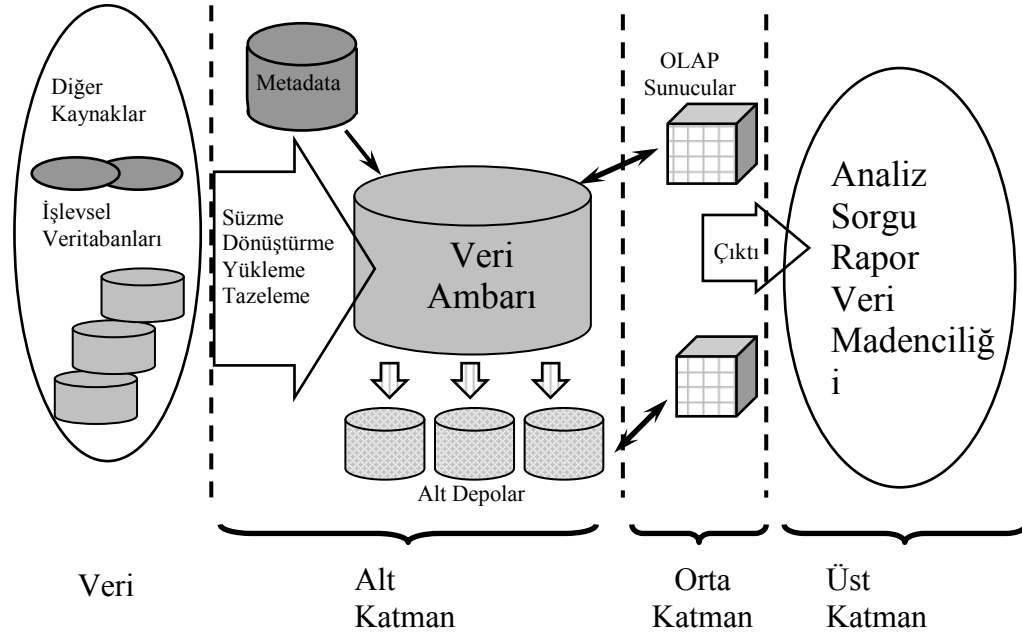 Diğer
Kaynaklar
İşlevsel
Veritabanları
Metadata
Süzme
Dönüştürme
Yükleme
Tazeleme
Veri
Ambarı
Alt Depolar
OLAP
Sunucular
Çıktı
Analiz
Sorgu
Rapor
Veri
Madenciliğ
i
Veri
Alt
Katman
Orta
Katman
Üst
Katman